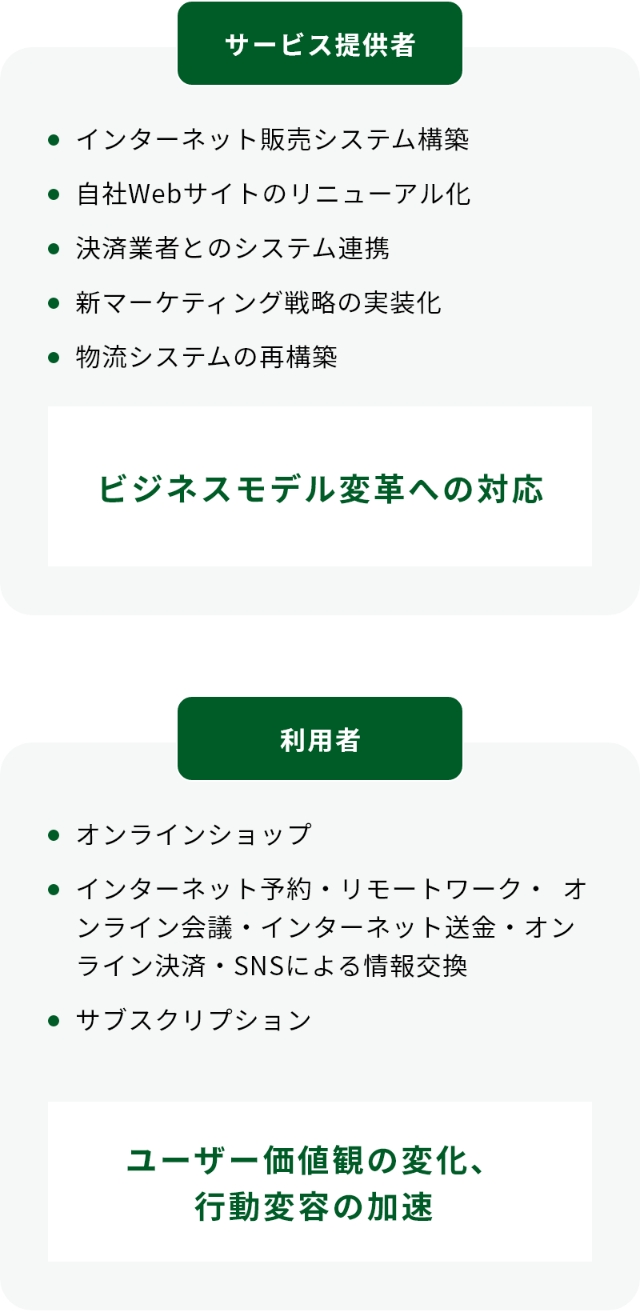 サービス提供者
インターネット販売システム構築
自社Webサイトのリニューアル化
決済業者とのシステム連携
新マーケティング戦略の実装化
物流システムの再構築
ビジネスモデル変革への対応
利用者
オンラインショップ
インターネット予約・リモートワーク・ オ
ンライン会議・インターネット送金・オン
ライン決済・SNSによる情報交換
サブスクリプション
ユーザー価値観の変化、
行動変容の加速